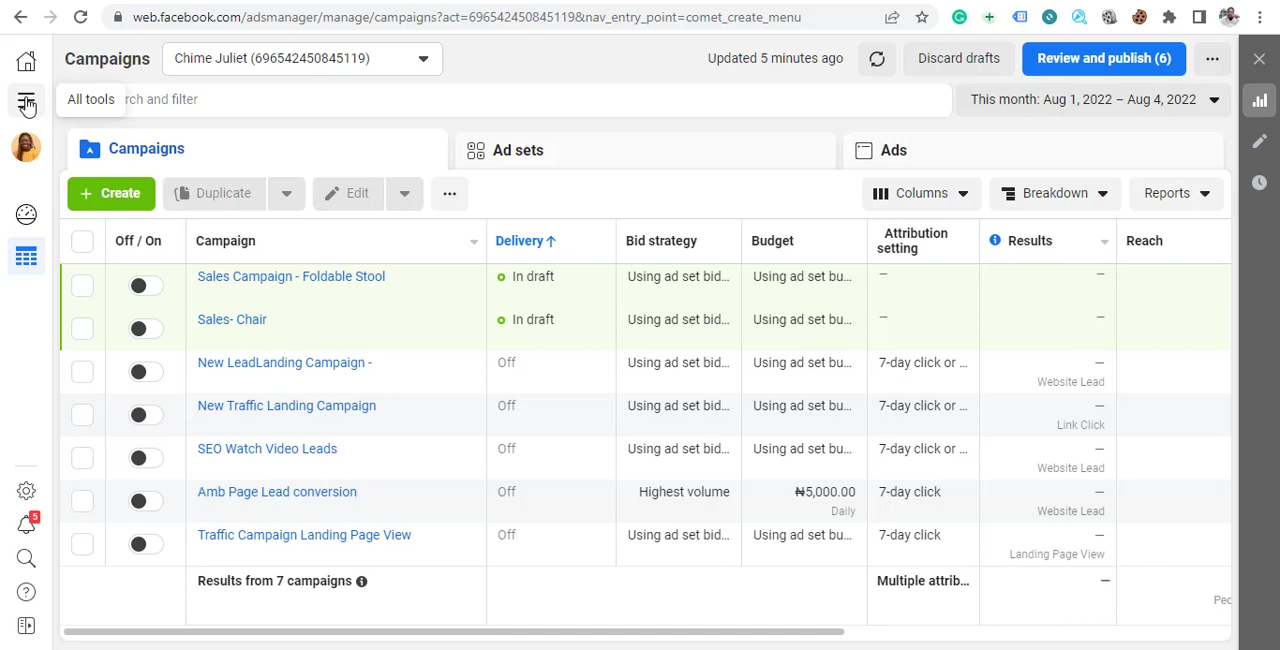 web.facebook.com/adsmanager/manage/campaigns?act=696542450845119&nav_entry_point=comet_create_menu
Campaigns
Chime Juliet (696542450845119)
Updated 5 minutes ago
Discard drafts
Review and publish (6)
All tools
rch and filter
This month: Aug 1, 2022 – Aug 4, 2022
Campaigns
Ad sets
Ads
+ Create
Duplicate
Edit
Columns
Breakdown
Reports
Off / On
Campaign
Delivery↑
Bid strategy
Budget
Attribution
setting
Results
Reach
Sales Campaign - Foldable Stool
In draft
Using ad set bid...
Using ad set bu...
—
—
Sales- Chair
In draft
Using ad set bid...
Using ad set bu...
—
—
New LeadLanding Campaign -
Off
Using ad set bid...
Using ad set bu...
7-day click or ...
—
Website Lead
New Traffic Landing Campaign
Off
Using ad set bid...
Using ad set bu...
7-day click or ...
—
Link Click
SEO Watch Video Leads
Off
Using ad set bid...
Using ad set bu...
7-day click or ...
—
Website Lead
Amb Page Lead conversion
Off
Highest volume
₦5,000.00
Daily
7-day click
—
Website Lead
Traffic Campaign Landing Page View
Off
Using ad set bid...
Using ad set bu...
7-day click
—
Landing Page View
Results from 7 campaigns
Multiple attrib...
—
Pec
5